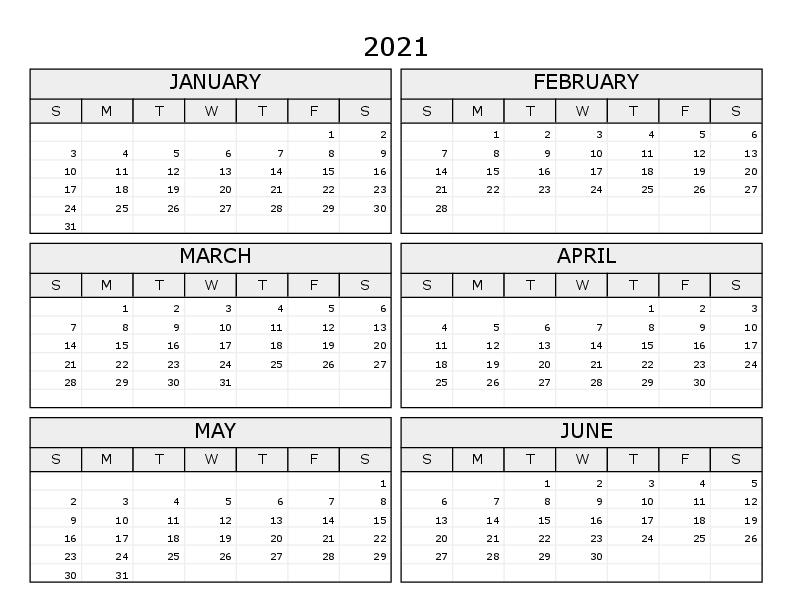 2021
JANUARY
S M T W T F S
1 2
3 4 5 6 7 8 9
10 11 12 13 14 15 16
17 18 19 20 21 22 23
24 25 26 27 28 29 30
31
FEBRUARY
S M T W T F S
1 2 3 4 5 6
7 8 9 10 11 12 13
14 15 16 17 18 19 20
21 22 23 24 25 26 27
28
MARCH
S M T W T F S
1 2 3 4 5 6
7 8 9 10 11 12 13
14 15 16 17 18 19 20
21 22 23 24 25 26 27
28 29 30 31
APRIL
S M T W T F S
1 2 3
4 5 6 7 8 9 10
11 12 13 14 15 16 17
18 19 20 21 22 23 24
25 26 27 28 29 30
MAY
S M T W T F S
1
2 3 4 5 6 7 8
9 10 11 12 13 14 15
16 17 18 19 20 21 22
23 24 25 26 27 28 29
30 31
JUNE
S M T W T F S
1 2 3 4 5
6 7 8 9 10 11 12
13 14 15 16 17 18 19
20 21 22 23 24 25 26
27 28 29 30